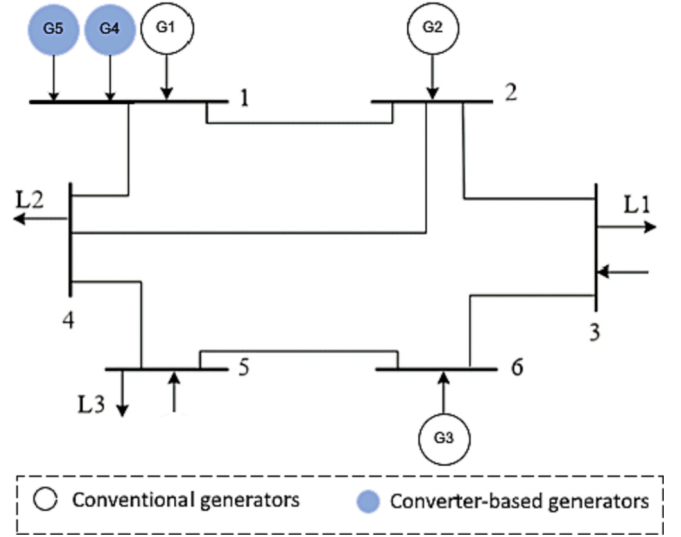 G5 G4 G1 G2
1 2
L2 L1
4 3
5 6
L3
G3
Conventional generators Converter-based generators